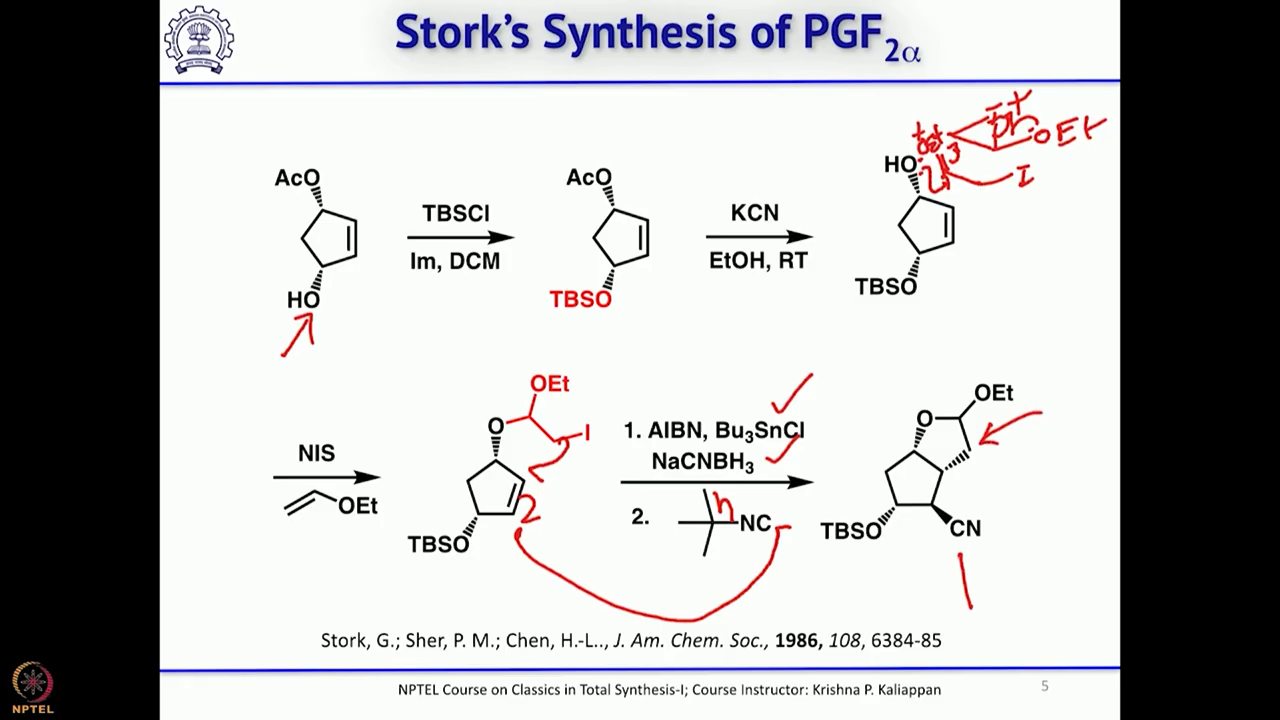 Stork's Synthesis of PGF2α
AcO
HO
TBSCl
Im, DCM
AcO
TBSO
KCN
EtOH, RT
HO
TBSO
OEt
I
NIS
OEt
OEt
O
I
TBSO
1. AIBN, Bu3SnCl
NaCNBH3
2.
NC
OEt
O
TBSO
CN
Stork, G.; Sher, P. M.; Chen, H.-L.., J. Am. Chem. Soc., 1986, 108, 6384-85
NPTEL
NPTEL Course on Classics in Total Synthesis-I; Course Instructor: Krishna P. Kaliappan
5